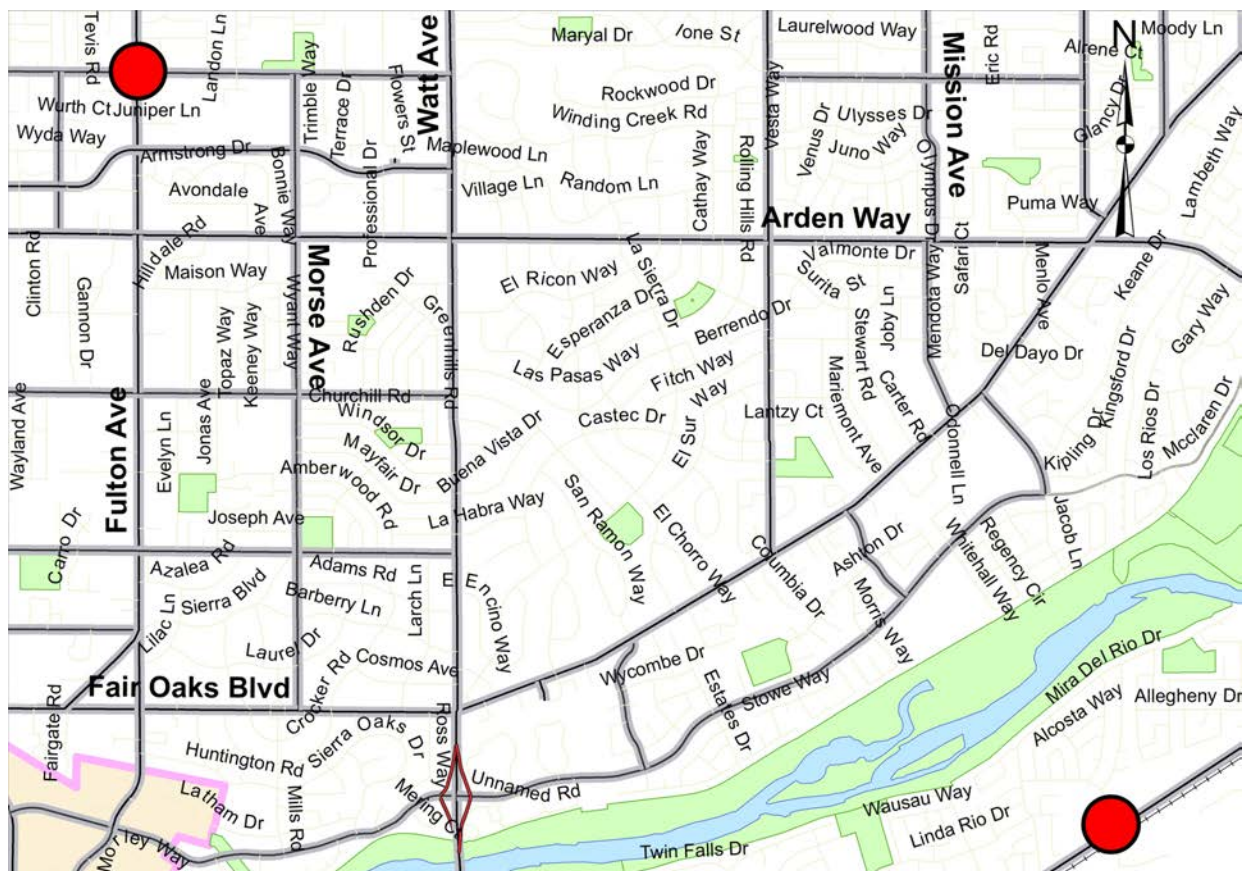 Tevis Rd
Landon Ln
Trimble Way
Terrace Dr
Flowers St
Watt Ave
Maryal Dr
Ione St
Laurelwood Way
Mission Ave
Eric Rd
N
Alrene Ct
Moody Ln
Wurth Ct
Juniper Ln
Wyda Way
Armstrong Dr
Professional Dr
Maplewood Ln
Rockwood Dr
Winding Creek Rd
Vesta Way
Venus Dr
Ulysses Dr
Juno Way
Glancy Dr
Lambeth Way
Avondale
Ave
Bonnie Way
Village Ln
Random Ln
Cathay Way
Rolling Hills Rd
Arden Way
Olympus Dr
Puma Way
Clinton Rd
Hilldale Rd
Maison Way
Morse Ave
Wyant Way
Rushden Dr
Greenhills Rd
El Ricon Way
La Sierra Dr
Esperanza Dr
Valmonte Dr
Surita St
Mendota Way
Safari Ct
Menlo Ave
Keane Dr
Gary Way
Gannon Dr
Topaz Way
Keeney Way
Las Pasas Way
Berrendo Dr
Fitch Way
Joby Ln
Stewart Rd
Carter Rd
Del Dayo Dr
Kingsford Dr
Wayland Ave
Fulton Ave
Evelyn Ln
Jonas Ave
Churchill Rd
Windsor Dr
Mayfair Dr
Amberwood Rd
Buena Vista Dr
Castec Dr
El Sur
Way
Lantzy Ct
Mariemont Ave
Odonnell Ln
Kipling Dr
Los Rios Dr
Mcclaren Dr
La Habra Way
Joseph Ave
San Ramon Way
El Chorro Way
Columbia Dr
Ashton Dr
Morris Way
Whitehall Way
Regency Cir
Jacob Ln
Carro Dr
Azalea Rd
Sierra Blvd
Lilac Ln
Adams Rd
Barberry Ln
Larch Ln
El Encino Way
Laurel Dr
Crocker Rd
Cosmos Ave
Wycombe Dr
Estates Dr
Stowe Way
Mira Del Rio Dr
Alcosta Way
Allegheny Dr
Fair Oaks Blvd
Fairgate Rd
Huntington Rd
Sierra Oaks Dr
Ross Way
Latham Dr
Mills Rd
Mering Ct
Unnamed Rd
Wausau Way
Linda Rio Dr
Twin Falls Dr
Morley Way